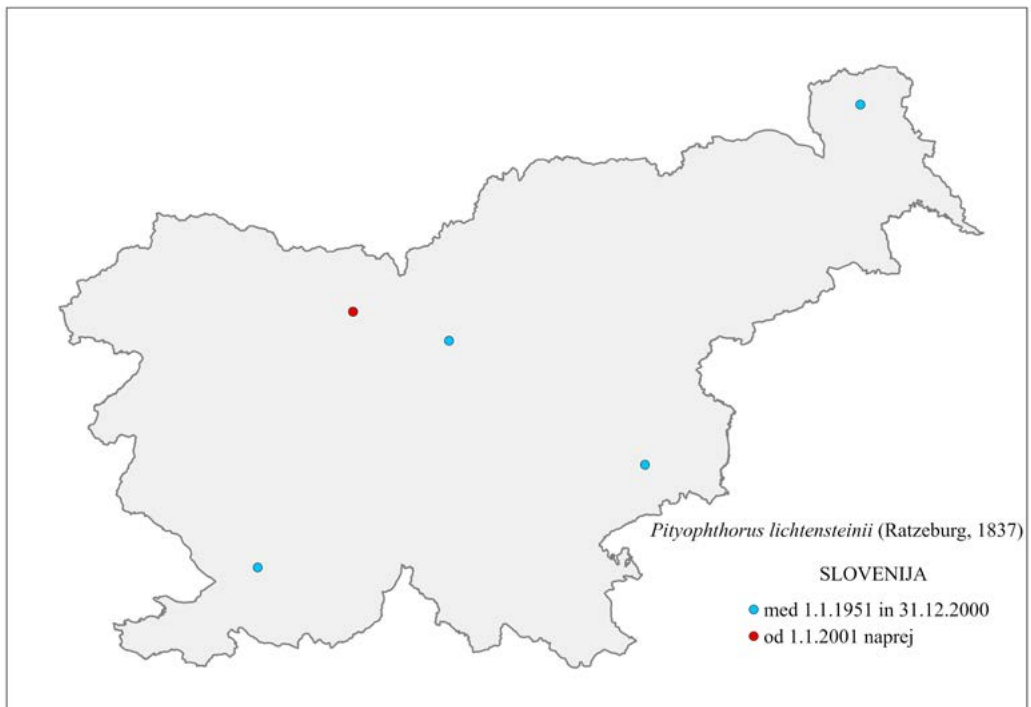 Pityophthorus lichtensteinii (Ratzeburg, 1837)
SLOVENIJA
med 1.1.1951 in 31.12.2000
od 1.1.2001 naprej